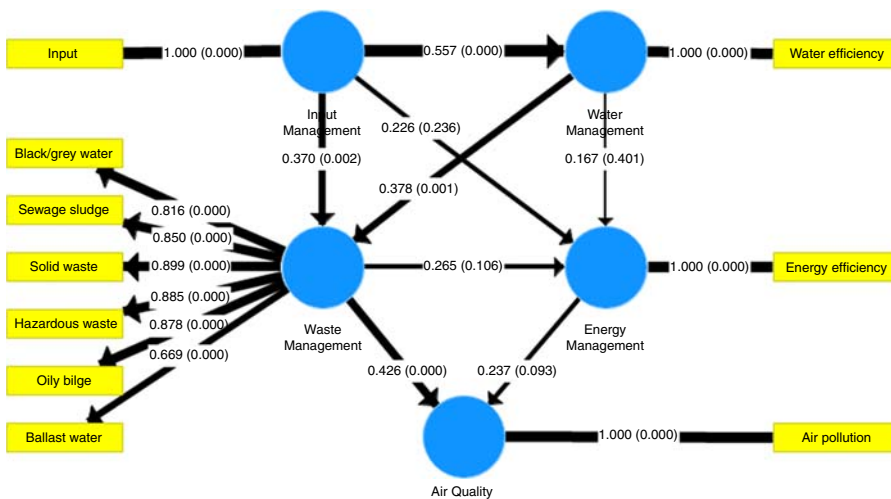 Input
1.000 (0.000)
0.557 (0.000)
1.000 (0.000)
Water efficiency
Input
Management
Water
Management
0.226 (0.236)
Black/grey water
0.370 (0.002)
0.167 (0.401)
0.378 (0.001)
Sewage sludge
0.816 (0.000)
0.850 (0.000)
Solid waste
0.899 (0.000)
0.265 (0.106)
1.000 (0.000)
Energy efficiency
0.885 (0.000)
Hazardous waste
0.878 (0.000)
Waste
Management
Energy
Management
0.669 (0.000)
Oily bilge
0.426 (0.000)
0.237 (0.093)
Ballast water
1.000 (0.000)
Air pollution
Air Quality